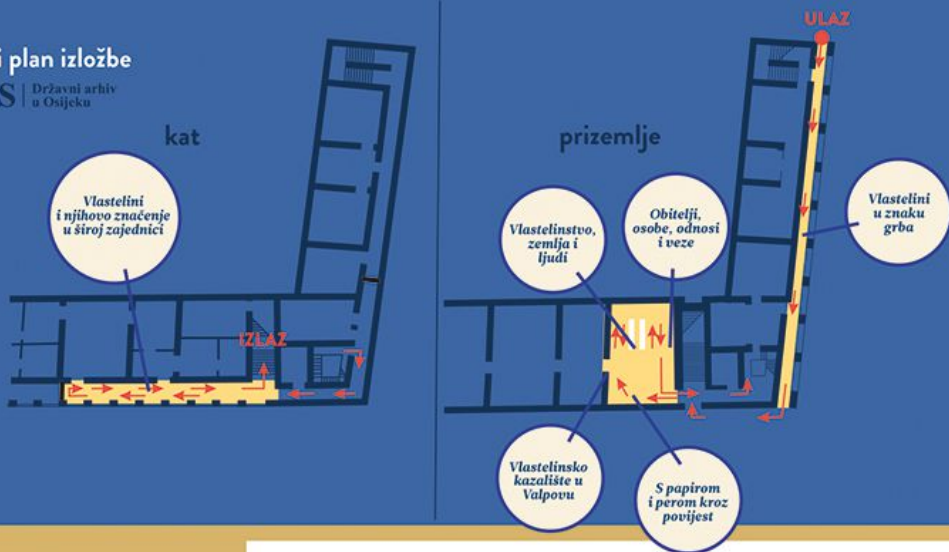 i plan izložbe
S | Državni arhiv
u Osijeku
kat
Vlastelini
i njihovo značenje
u široj zajednici
IZLAZ
ULAZ
prizemlje
Vlastelinstvo,
zemlja i
ljudi
Obitelji,
osobe, odnosi
i veze
Vlastelini
u znaku
grba
Vlastelinsko
kazalište u
Valpovu
S papirom
i perom kroz
povijest